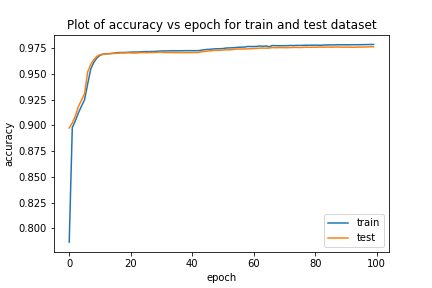 Plot of accuracy vs epoch for train and test dataset
0.975
0.950
0.925
0.900
0.875
0.850
0.825
0.800
accuracy
train
test
0 20 40 60 80 100
epoch